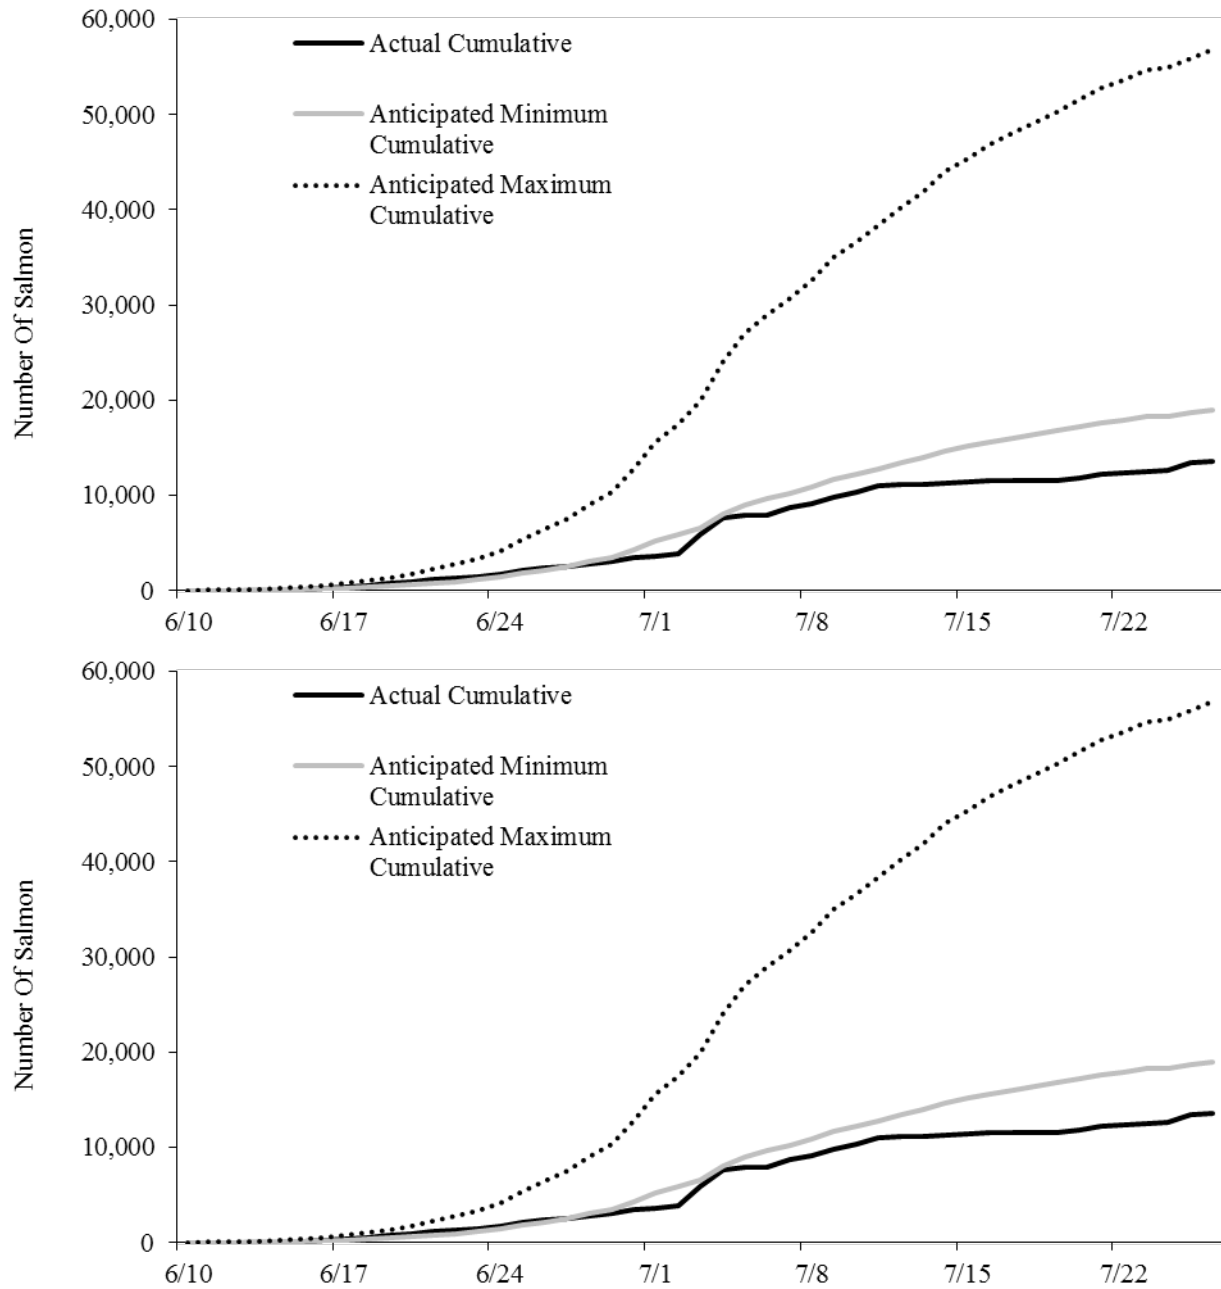 60,000
50,000
40,000
30,000
20,000
10,000
0
Number Of Salmon
Actual Cumulative
Anticipated Minimum
Cumulative
Anticipated Maximum
Cumulative
6/10 6/17 6/24 7/1 7/8 7/15 7/22
60,000
50,000
40,000
30,000
20,000
10,000
0
Number Of Salmon
Actual Cumulative
Anticipated Minimum
Cumulative
Anticipated Maximum
Cumulative
6/10 6/17 6/24 7/1 7/8 7/15 7/22